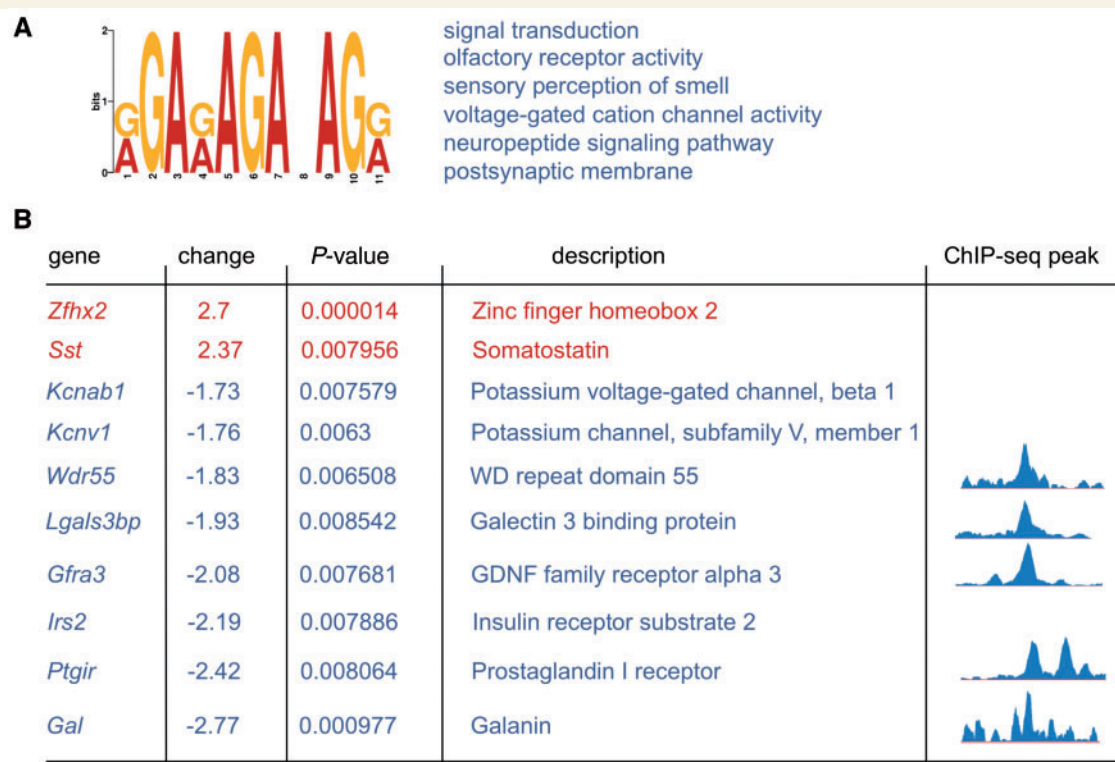 A
signal transduction
olfactory receptor activity
sensory perception of smell
voltage-gated cation channel activity
neuropeptide signaling pathway
postsynaptic membrane
2
bits
1
0
GGAGAGA AGG
A A A
1 2 3 4 5 6 7 8 9 10 11
B
gene change P-value description ChIP-seq peak
Zfhx2 2.7 0.000014 Zinc finger homeobox 2
Sst 2.37 0.007956 Somatostatin
Kcnab1 -1.73 0.007579 Potassium voltage-gated channel, beta 1
Kcnv1 -1.76 0.0063 Potassium channel, subfamily V, member 1
Wdr55 -1.83 0.006508 WD repeat domain 55
Lgals3bp -1.93 0.008542 Galectin 3 binding protein
Gfra3 -2.08 0.007681 GDNF family receptor alpha 3
Irs2 -2.19 0.007886 Insulin receptor substrate 2
Ptgir -2.42 0.008064 Prostaglandin I receptor
Gal -2.77 0.000977 Galanin